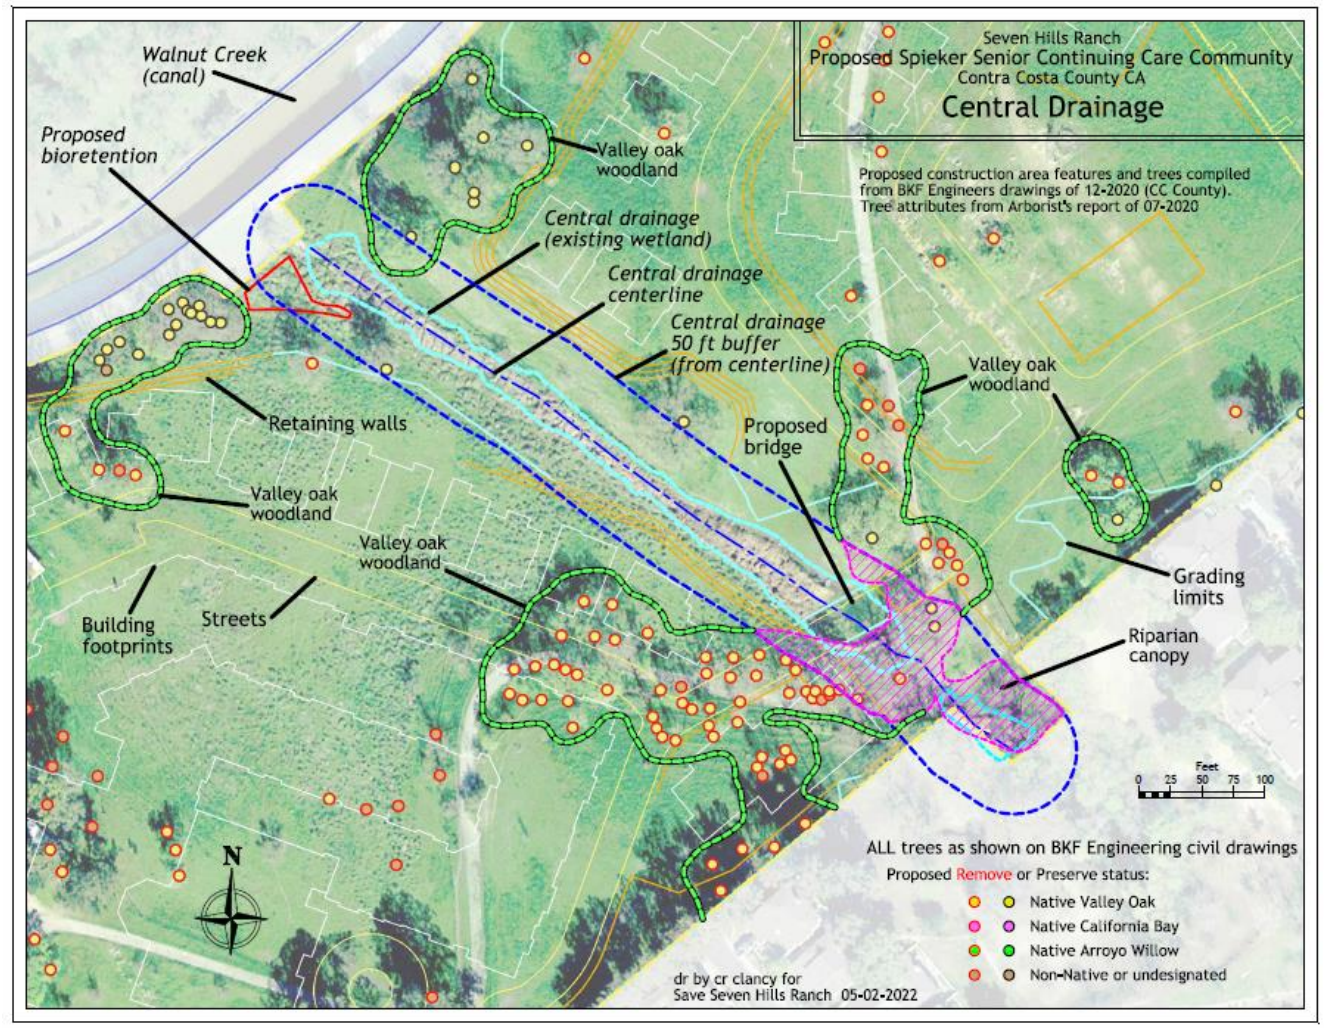 Seven Hills Ranch
Proposed Spieker Senior Continuing Care Community
Contra Costa County CA
Central Drainage
Proposed construction area features and trees compiled
from BKF Engineers drawings of 12-2020 (CC County).
Tree attributes from Arborist's report of 07-2020
Walnut Creek
(canal)
Proposed
bioretention
Valley oak
woodland
Central drainage
(existing wetland)
Central drainage
centerline
Central drainage
50 ft buffer
(from centerline)
Valley oak
woodland
Proposed
bridge
Retaining walls
Valley oak
woodland
Valley oak
woodland
Grading
limits
Building
footprints
Streets
Riparian
canopy
Feet
0 25 50 75 100
N
ALL trees as shown on BKF Engineering civil drawings
Proposed Remove or Preserve status:
Native Valley Oak
Native California Bay
Native Arroyo Willow
Non-Native or undesignated
dr by cr clancy for
Save Seven Hills Ranch 05-02-2022